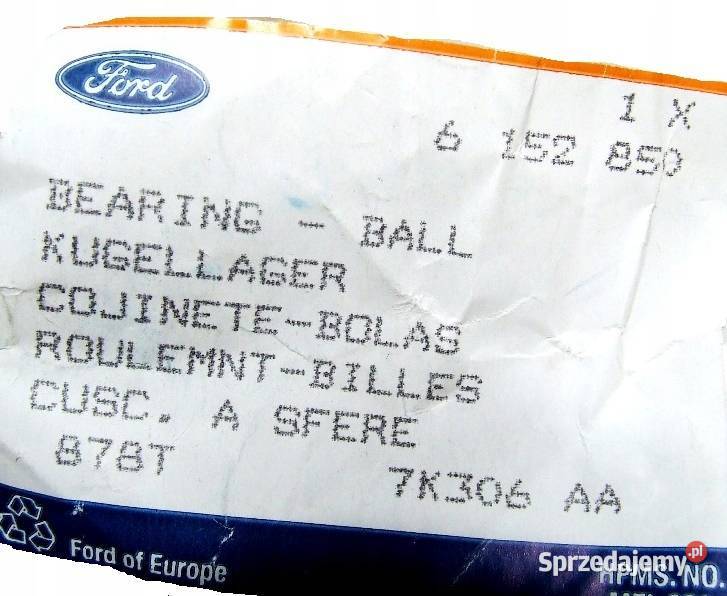 Ford
1 X
6 152 850
BEARING - BALL
KUGELLAGER
COJINETE-BOLAS
ROULEMNT-BILLES
CUSC. A SFERE
878T 7K306 AA
Ford of Europe
HPMS. NO.
Sprzedajemy.pl